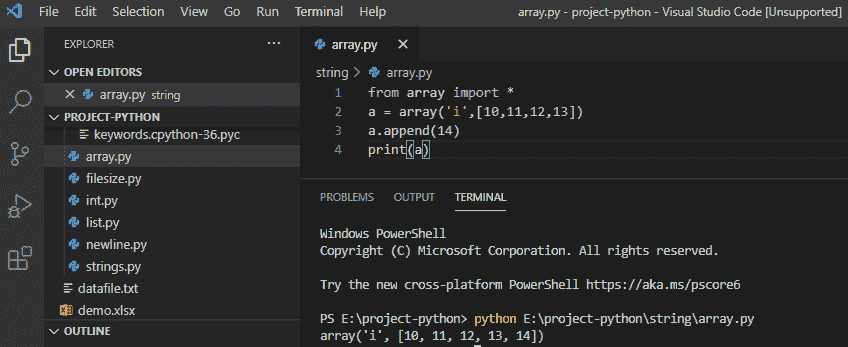 File Edit Selection View Go Run Terminal Help array.py - project-python - Visual Studio Code [Unsupported]
EXPLORER ...
OPEN EDITORS
array.py string
PROJECT-PYTHON
keywords.cpython-36.pyc
array.py
filesize.py
int.py
list.py
newline.py
strings.py
datafile.txt
demo.xlsx
OUTLINE
array.py
string > array.py
1 from array import *
2 a = array('i',[10,11,12,13])
3 a.append(14)
4 print(a)
PROBLEMS OUTPUT TERMINAL
Windows PowerShell
Copyright (C) Microsoft Corporation. All rights reserved.
Try the new cross-platform PowerShell https://aka.ms/pscore6
PS E:\project-python> python E:\project-python\string\array.py
array('i', [10, 11, 12, 13, 14])